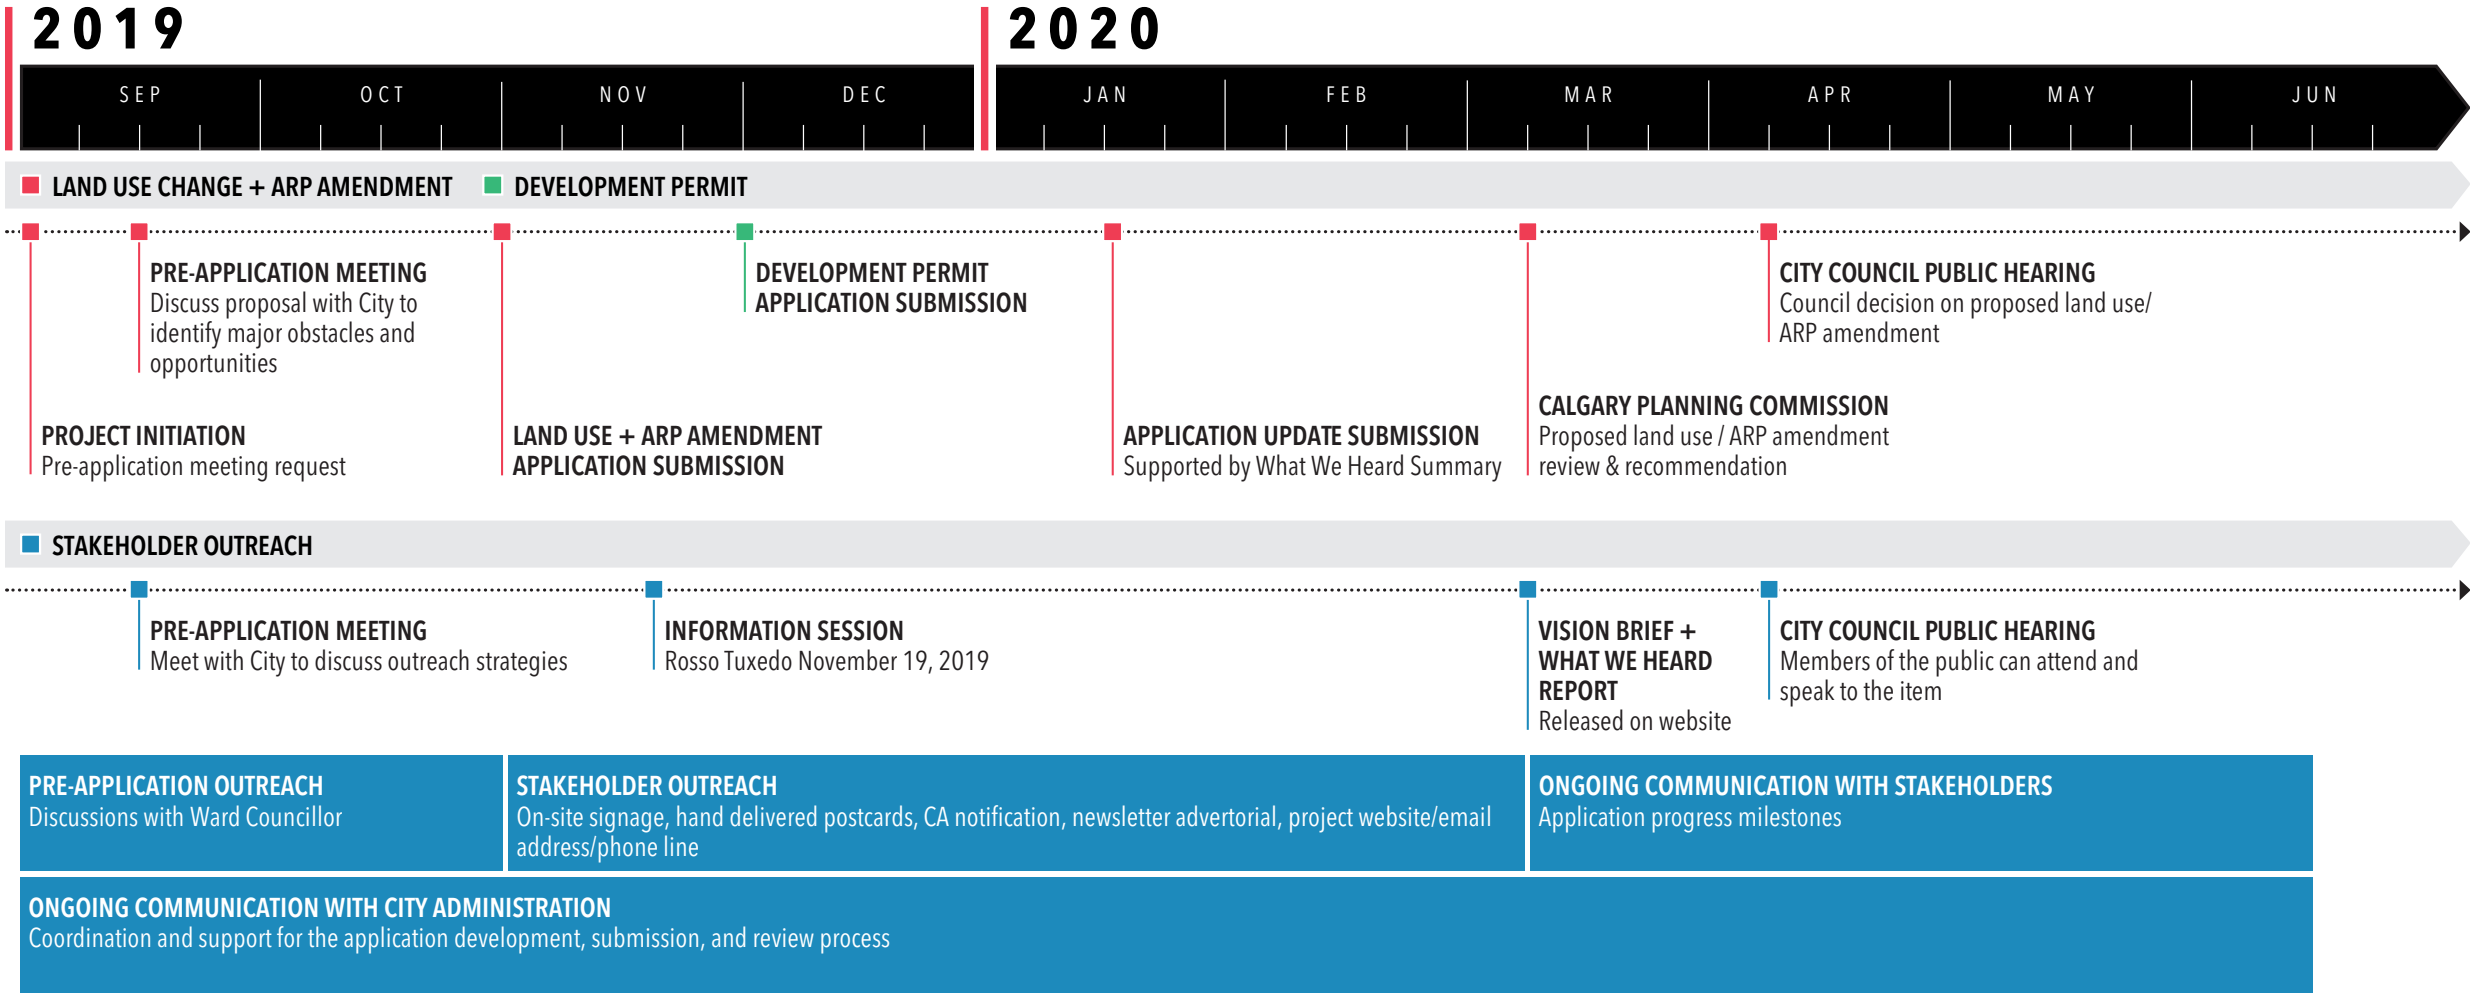 2019
2020
SEP
OCT
NOV
DEC
JAN
FEB
MAR
APR
MAY
JUN
LAND USE CHANGE + ARP AMENDMENT
DEVELOPMENT PERMIT
PRE-APPLICATION MEETING
Discuss proposal with City to
identify major obstacles and
opportunities
DEVELOPMENT PERMIT
APPLICATION SUBMISSION
CITY COUNCIL PUBLIC HEARING
Council decision on proposed land use/
ARP amendment
PROJECT INITIATION
Pre-application meeting request
LAND USE + ARP AMENDMENT
APPLICATION SUBMISSION
APPLICATION UPDATE SUBMISSION
Supported by What We Heard Summary
CALGARY PLANNING COMMISSION
Proposed land use / ARP amendment
review & recommendation
STAKEHOLDER OUTREACH
PRE-APPLICATION MEETING
Meet with City to discuss outreach strategies
INFORMATION SESSION
Rosso Tuxedo November 19, 2019
VISION BRIEF +
WHAT WE HEARD
REPORT
Released on website
CITY COUNCIL PUBLIC HEARING
Members of the public can attend and
speak to the item
PRE-APPLICATION OUTREACH
Discussions with Ward Councillor
STAKEHOLDER OUTREACH
On-site signage, hand delivered postcards, CA notification, newsletter advertorial, project website/email
address/phone line
ONGOING COMMUNICATION WITH STAKEHOLDERS
Application progress milestones
ONGOING COMMUNICATION WITH CITY ADMINISTRATION
Coordination and support for the application development, submission, and review process